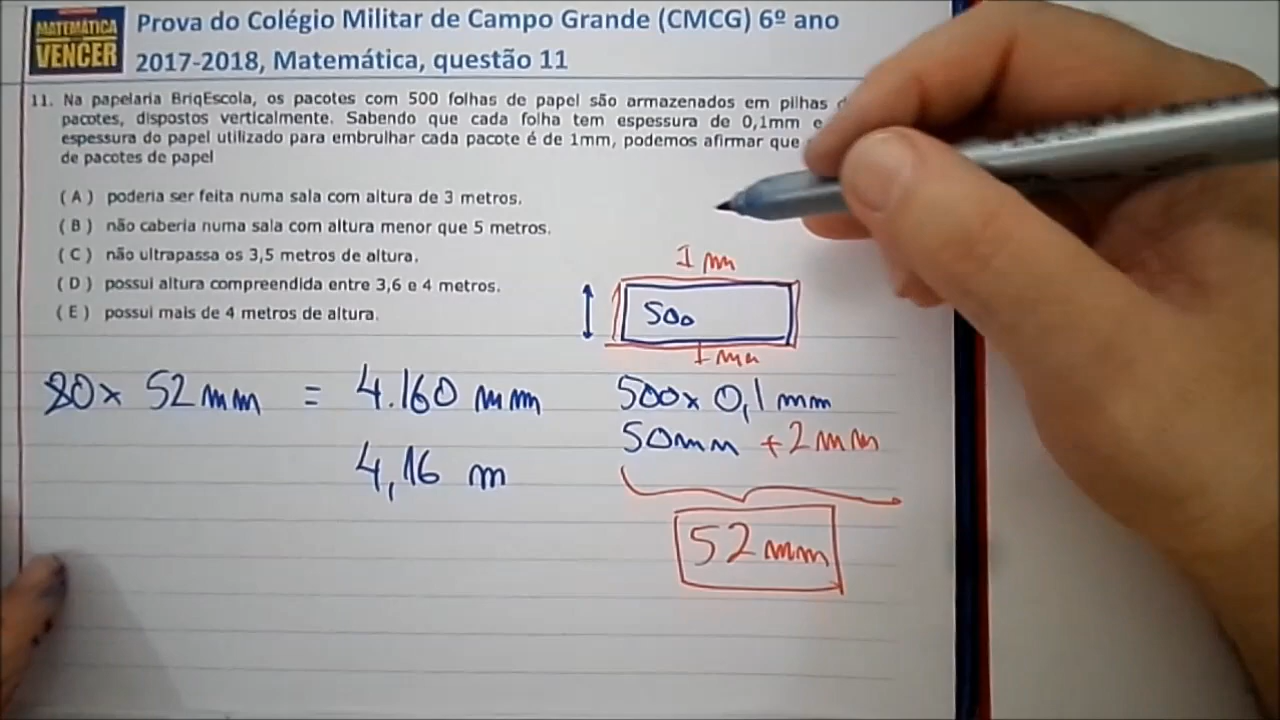 MATEMÁTICA
VENCER
Prova do Colégio Militar de Campo Grande (CMCG) 6º ano
2017-2018, Matemática, questão 11
11. Na papelaria BriqEscola, os pacotes com 500 folhas de papel são armazenados em pilhas
pacotes, dispostos verticalmente. Sabendo que cada folha tem espessura de 0,1mm e
espessura do papel utilizado para embrulhar cada pacote é de 1mm, podemos afirmar que
de pacotes de papel
( A ) poderia ser feita numa sala com altura de 3 metros.
( B ) não caberia numa sala com altura menor que 5 metros.
( C ) não ultrapassa os 3,5 metros de altura.
( D ) possui altura compreendida entre 3,6 e 4 metros.
( E ) possui mais de 4 metros de altura.
1 mm
500
1 mm
80 x 52 mm = 4.160 mm
4,16 m
500 x 0,1 mm
50 mm + 2 mm
52 mm